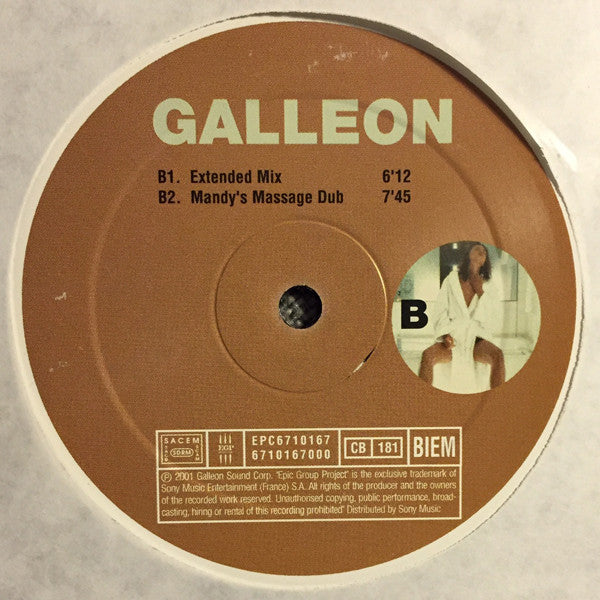 GALLEON
B1. Extended Mix 6'12
B2. Mandy's Massage Dub 7'45
B
SACEM
SDRM
EGP
EPC6710167
6710167000
CB 181
BIEM
℗ 2001 Galleon Sound Corp. "Epic Group Project" is the exclusive trademark of
Sony Music Entertainment (France) S.A. All rights of the producer and the owners
of the recorded work reserved. Unauthorised copying, public performance, broad-
casting, hiring or rental of this recording prohibited" Distributed by Sony Music